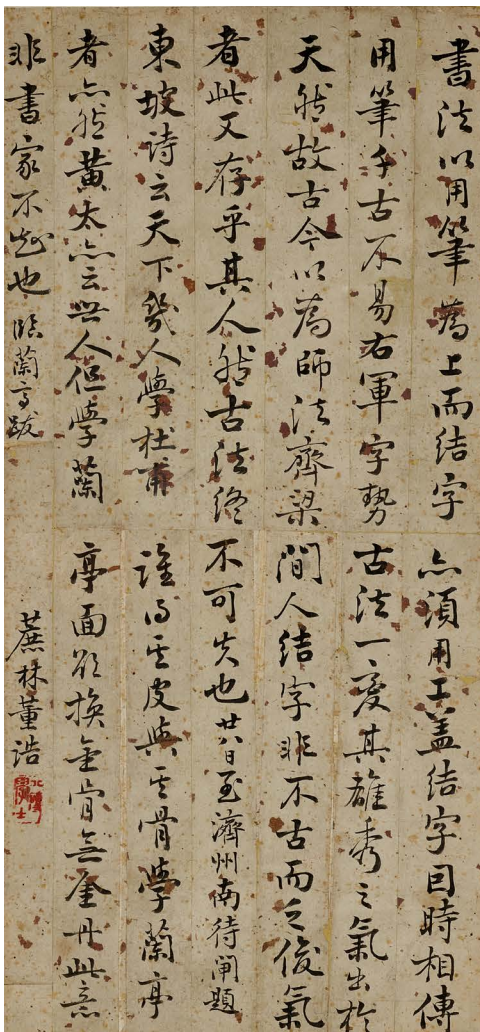 書法以用筆為上而結字亦須用工盖結字因時相傳
用筆千古不易右軍字勢古法一變其雄秀之氣出於
天然故古今以為師法齊梁間人結字非不古而乏俊氣
者此又存乎其人然古法終不可失也廿八日至濟州南待閘題
東坡詩云天下幾人學杜甫誰得其皮與其骨學蘭亭
者亦然黄太亦云世人但學蘭亭面欲換金骨無金丹此意
非書家不知也 臨蘭亭跋
蔗林董誥